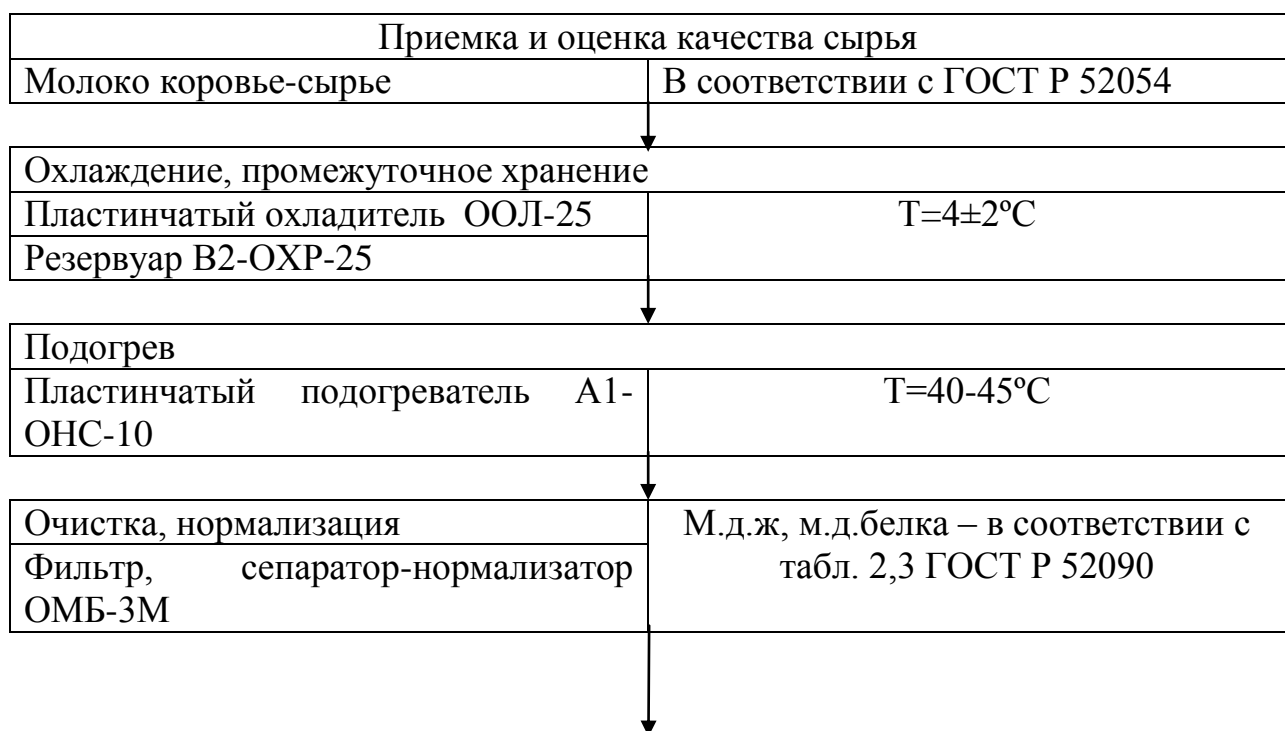 Приемка и оценка качества сырья
Молоко коровье-сырье
В соответствии с ГОСТ Р 52054
Охлаждение, промежуточное хранение
Пластинчатый охладитель ООЛ-25
Т=4±2ºС
Резервуар В2-ОХР-25
Подогрев
Пластинчатый подогреватель А1-
ОНС-10
Т=40-45ºС
Очистка, нормализация
Фильтр, сепаратор-нормализатор
ОМБ-3М
М.д.ж, м.д.белка – в соответствии с
табл. 2,3 ГОСТ Р 52090